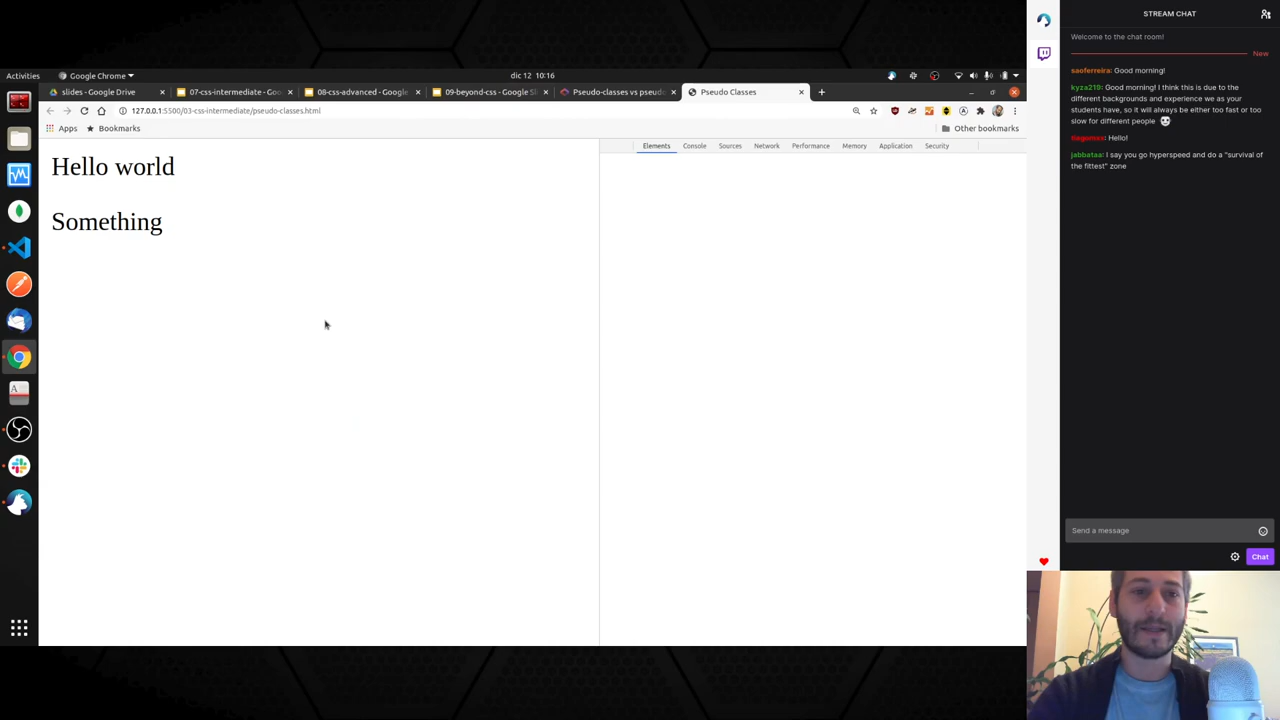 Activities
Google Chrome
dic 12 10:16
slides - Google Drive
07-css-intermediate - Goo
08-css-advanced - Google
09-beyond-css - Google Sl
Pseudo-classes vs pseudo
Pseudo Classes
127.0.0.1:5500/03-css-intermediate/pseudo-classes.html
Apps
Bookmarks
Other bookmarks
Hello world
Something
Elements
Console
Sources
Network
Performance
Memory
Application
Security
STREAM CHAT
Welcome to the chat room!
New
saoferreira: Good morning!
kyza210: Good morning! I think this is due to the
different backgrounds and experience we as your
students have, so it will always be either too fast or too
slow for different people
Hello!
jabbataa: I say you go hyperspeed and do a "survival of
the fittest" zone
Send a message
Chat